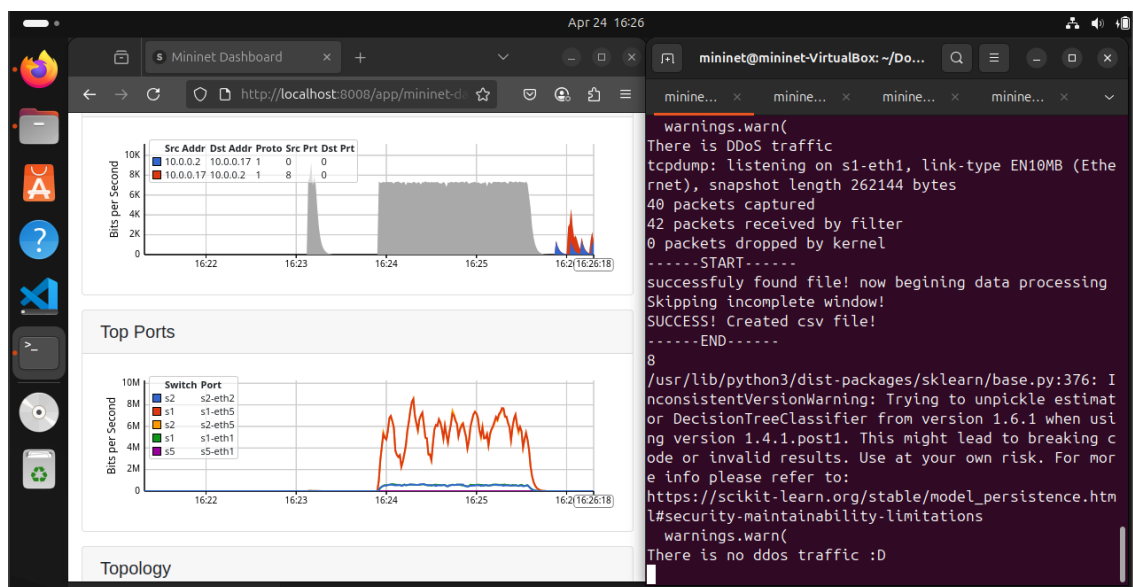 Apr 24 16:26
S Mininet Dashboard × +
http://localhost:8008/app/mininet-da
Src Addr Dst Addr Proto Src Prt Dst Prt
10.0.0.2 10.0.0.17 1 0 0
10.0.0.17 10.0.0.2 1 8 0
Bits per Second
10K
8K
6K
4K
2K
0
16:22 16:23 16:24 16:25 16:2 16:26:18
Top Ports
Switch Port
s2 s2-eth2
s1 s1-eth5
s2 s2-eth5
s1 s1-eth1
s5 s5-eth1
Bits per Second
10M
8M
6M
4M
2M
0
16:22 16:23 16:24 16:25 16:2 16:26:18
Topology
mininet@mininet-VirtualBox: ~/Do...
minine... × minine... × minine... × minine... ×
warnings.warn(
There is DDoS traffic
tcpdump: listening on s1-eth1, link-type EN10MB (Ethe
rnet), snapshot length 262144 bytes
40 packets captured
42 packets received by filter
0 packets dropped by kernel
------START------
successfuly found file! now begining data processing
Skipping incomplete window!
SUCCESS! Created csv file!
------END------
8
/usr/lib/python3/dist-packages/sklearn/base.py:376: I
nconsistentVersionWarning: Trying to unpickle estimat
or DecisionTreeClassifier from version 1.6.1 when usi
ng version 1.4.1.post1. This might lead to breaking c
ode or invalid results. Use at your own risk. For mor
e info please refer to:
https://scikit-learn.org/stable/model_persistence.htm
l#security-maintainability-limitations
warnings.warn(
There is no ddos traffic :D